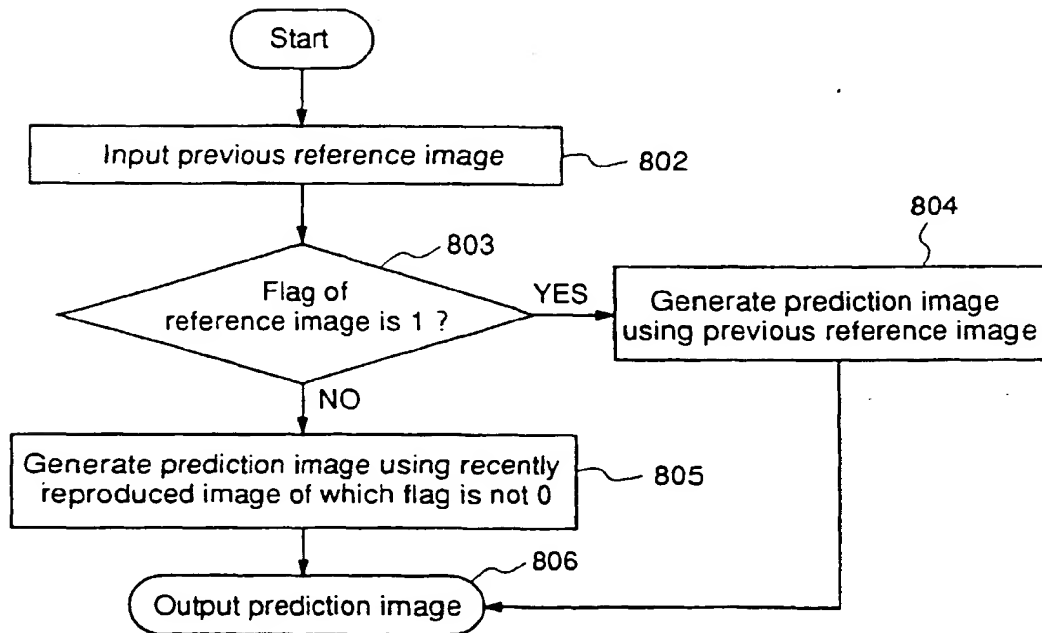 Start
Input previous reference image
802
803
Flag of
reference image is 1 ?
YES
804
Generate prediction image
using previous reference image
NO
Generate prediction image using recently
reproduced image of which flag is not 0
805
806
Output prediction image